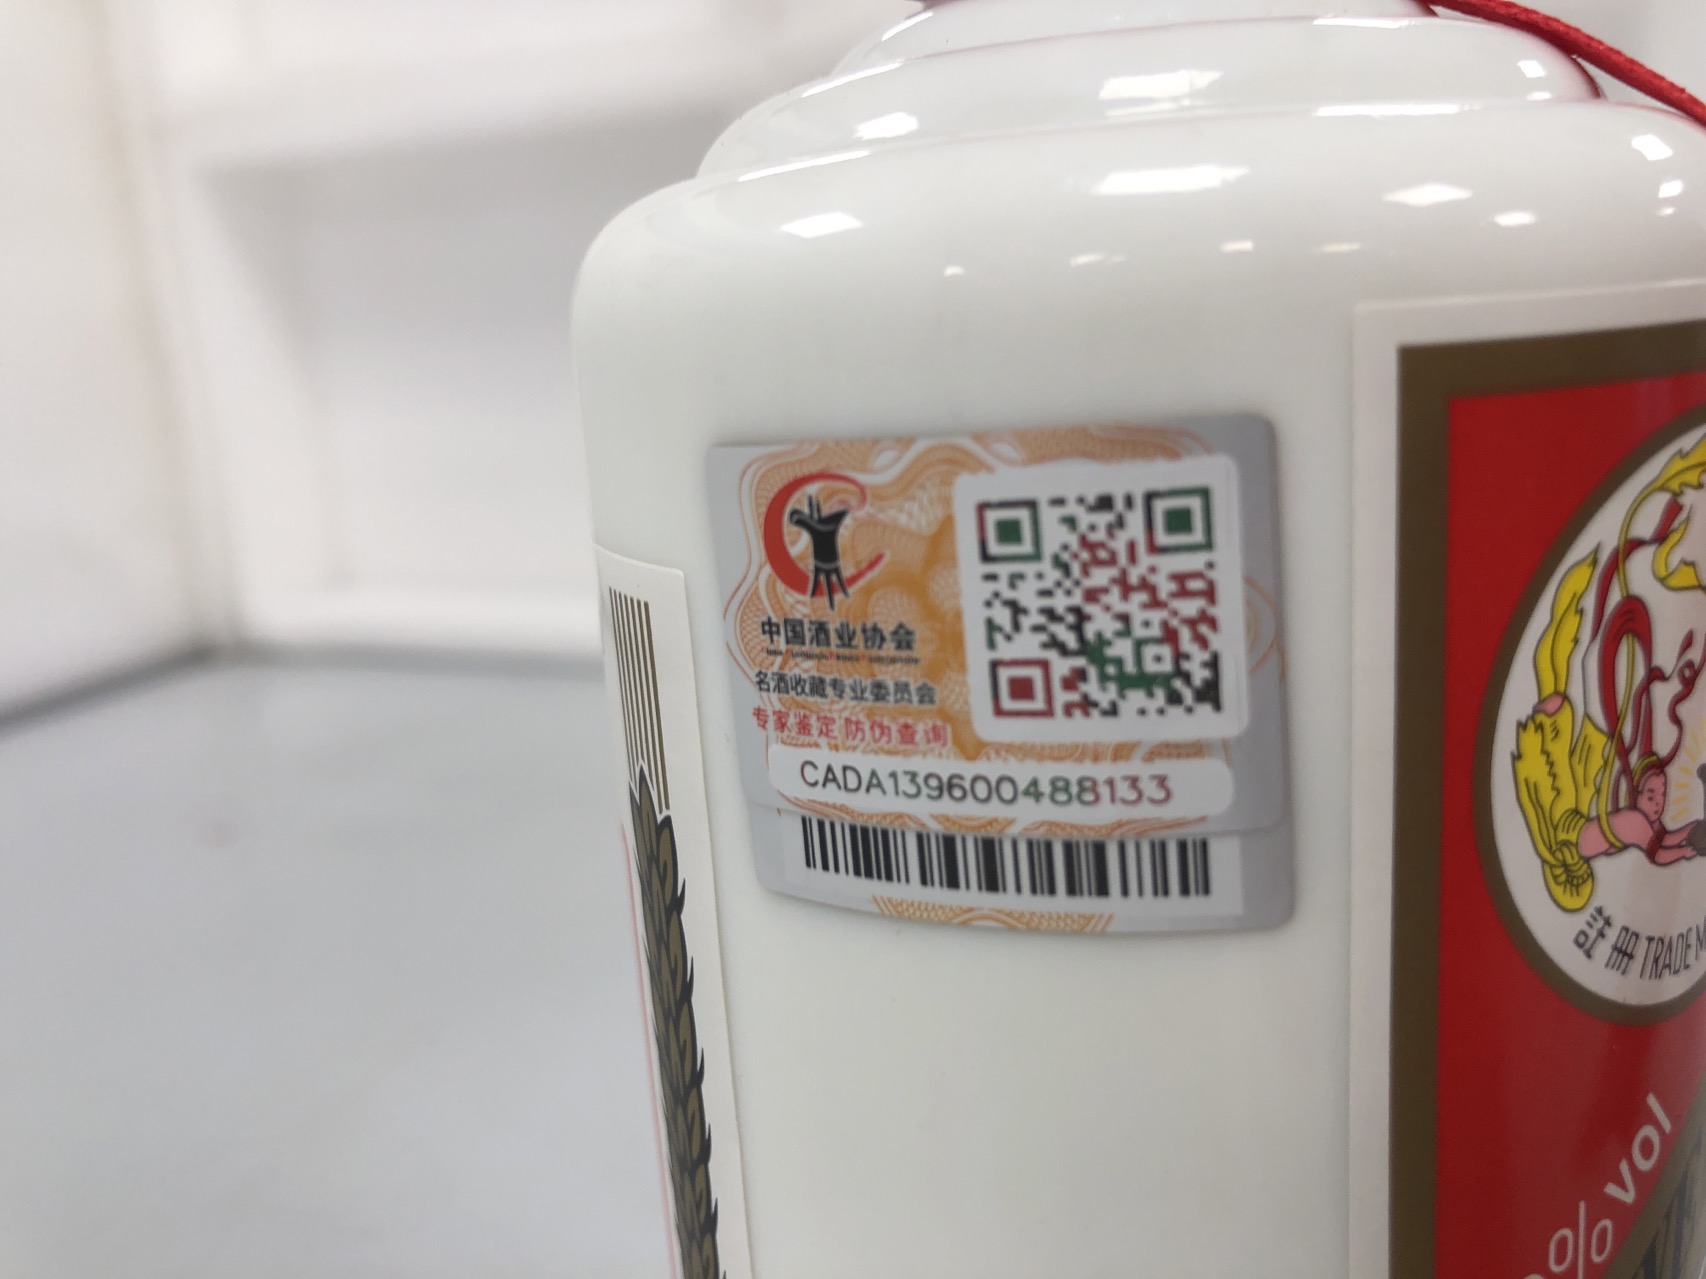 中国酒业协会
名酒收藏专业委员会
专家鉴定 防伪查询
CADA139600488133
註册 TRADE M
% vol